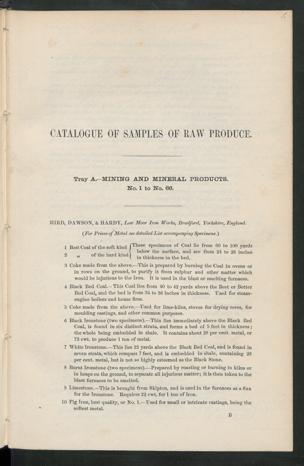 CATALOGUE OF SAMPLES OF RAW PRODUCE.
Tray A.—MINING AND MINERAL PRODUCTS.
No. 1 to No. 66.
HIRD, DAWSON, & HARDY, Low Moor Iron Works, Bradford, Yorkshire, England.
(For Prices of Metal see detailed List accompanying Specimens.)
1 Best Coal of the soft kind { These specimens of Coal lie from 60 to 100 yards
2 „ of the hard kind { below the surface, and are from 24 to 26 inches in thickness in the bed.
3 Coke made from the above.—This is prepared by burning the Coal in ovens or
in rows on the ground, to purify it from sulphur and other matter which
would be injurious to the Iron. It is used in the blast or smelting furnaces.
4 Black Bed Coal.—This Coal lies from 40 to 42 yards above the Best or Better
Bed Coal, and the bed is from 24 to 26 inches in thickness. Used for steam-
engine boilers and home fires.
5 Coke made from the above.—Used for lime-kilns, stoves for drying cores, for
moulding castings, and other common purposes.
6 Black Ironstone (two specimens).—This lies immediately above the Black Bed
Coal, is found in six distinct strata, and forms a bed of 5 feet in thickness;
the whole being embedded in shale. It contains about 28 per cent. metal, or
72 cwt. to produce 1 ton of metal.
7 White Ironstone.—This lies 22 yards above the Black Bed Coal, and is found in
seven strata, which compass 7 feet, and is embedded in shale, containing 26
per cent. metal, but is not so highly esteemed as the Black Stone.
8 Burnt Ironstone (two specimens).—Prepared by roasting or burning in kilns or
in heaps on the ground, to separate all injurious matter; it is then taken to the
blast furnaces to be smelted.
9 Limestone.—This is brought from Skipton, and is used in the furnaces as a flux
for the Ironstone. Requires 22 cwt. for 1 ton of Iron.
10 Pig Iron, best quality, or No. 1.—Used for small or intricate castings, being the
softest metal.
B